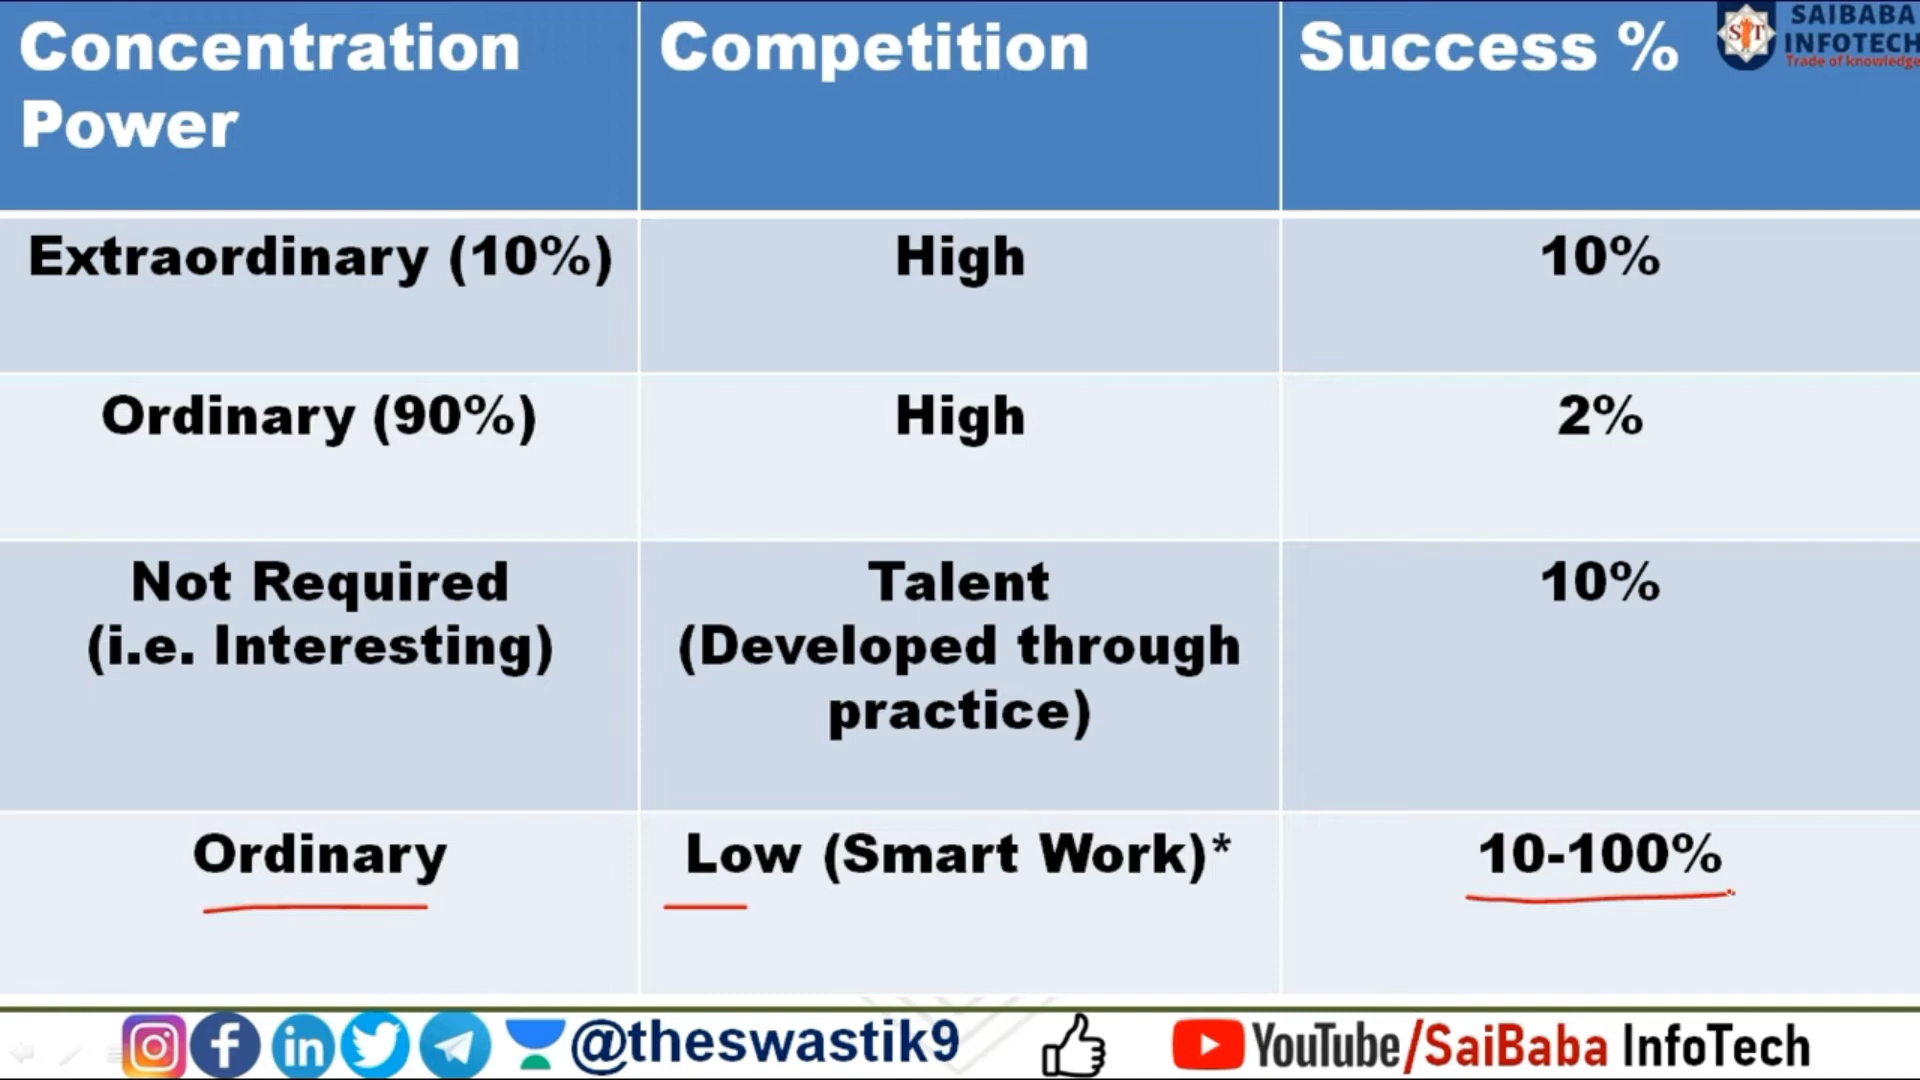 Concentration
Power
Competition
Success %
SAIBABA
INFOTECH
Trade of knowledge
SIT
Extraordinary (10%)
High
10%
Ordinary (90%)
High
2%
Not Required
(i.e. Interesting)
Talent
(Developed through
practice)
10%
Ordinary
Low (Smart Work)*
10-100%
@theswastik9
YouTube/SaiBaba InfoTech